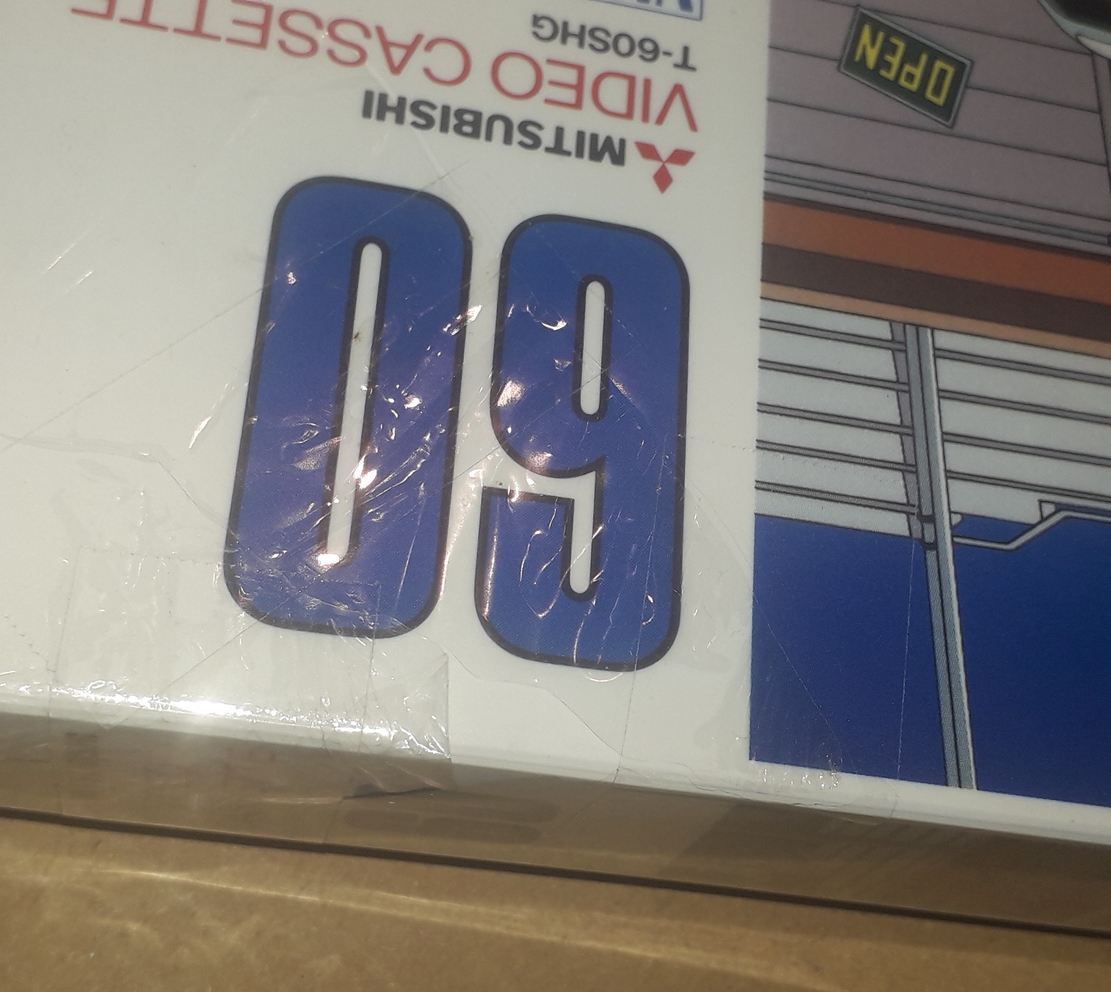 60
MITSUBISHI
VIDEO CASSETTE
T-60SHG
OPEN